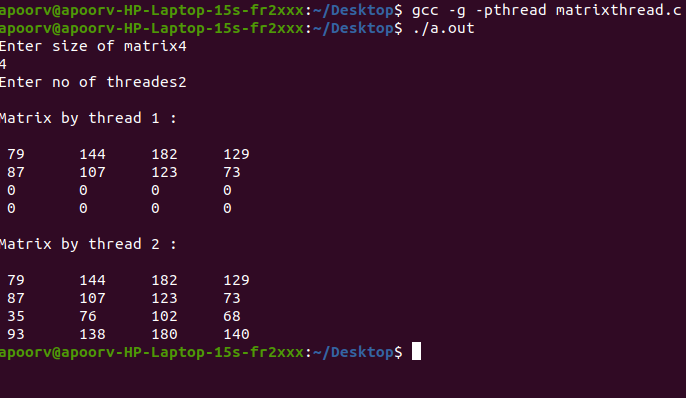 apoorv@apoorv-HP-Laptop-15s-fr2xxx:~/Desktop$ gcc -g -pthread matrixthread.c
apoorv@apoorv-HP-Laptop-15s-fr2xxx:~/Desktop$ ./a.out
Enter size of matrix4
4
Enter no of threades2
Matrix by thread 1 :
79 144 182 129
87 107 123 73
0 0 0 0
0 0 0 0
Matrix by thread 2 :
79 144 182 129
87 107 123 73
35 76 102 68
93 138 180 140
apoorv@apoorv-HP-Laptop-15s-fr2xxx:~/Desktop$